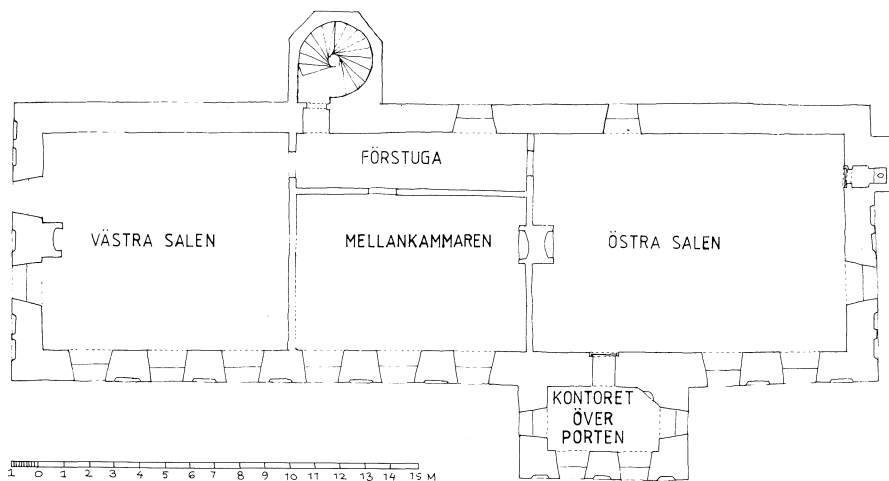 FÖRSTUGA
VÄSTRA SALEN
MELLANKAMMAREN
ÖSTRA SALEN
KONTORET
ÖVER
PORTEN
1 0 1 2 3 4 5 6 7 8 9 10 11 12 13 14 15 M